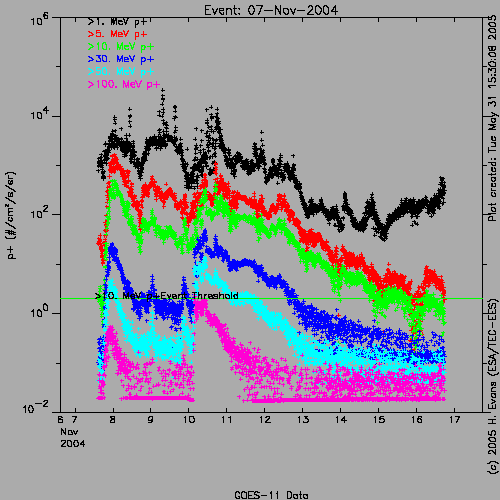 Event: 07-Nov-2004
>1. MeV p+
>5. MeV p+
>10. MeV p+
>30. MeV p+
>50. MeV p+
>100. MeV p+
p+ (#/cm²/s/sr)
10^6
10^4
10^2
10^0
10^-2
>10. MeV p+ Event Threshold
6 7 8 9 10 11 12 13 14 15 16 17
Nov
2004
GOES-11 Data
Plot created: Tue May 31 15:30:08 2005
(c) 2005 H. Evans (ESA/TEC-EES)